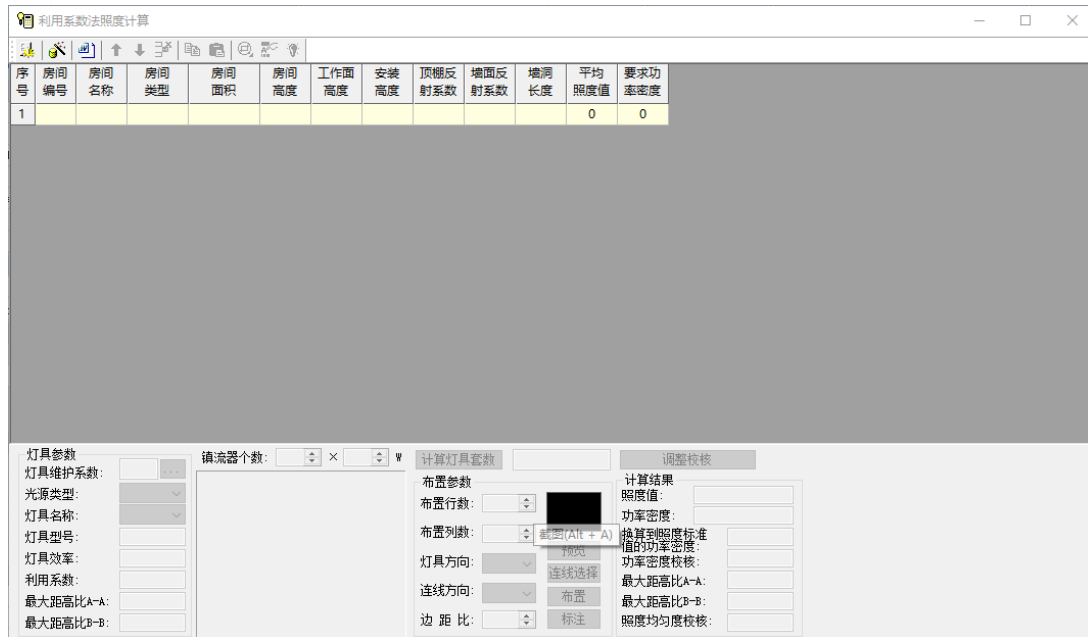 利用系数法照度计算
序号 房间编号 房间名称 房间类型 房间面积 房间高度 工作面高度 安装高度 顶棚反射系数 墙面反射系数 墙洞长度 平均照度值 要求功率密度
1 0 0
灯具参数
灯具维护系数: ...
光源类型:
灯具名称:
灯具型号:
灯具效率:
利用系数:
最大距高比A-A:
最大距高比B-B:
镇流器个数: × W
计算灯具套数
布置参数
布置行数:
布置列数:
灯具方向:
连线方向:
边 距 比:
截图(Alt + A)
预览
连线选择
布置
标注
调整校核
计算结果
照度值:
功率密度:
换算到照度标准
值的功率密度:
功率密度校核:
最大距高比A-A:
最大距高比B-B:
照度均匀度校核: